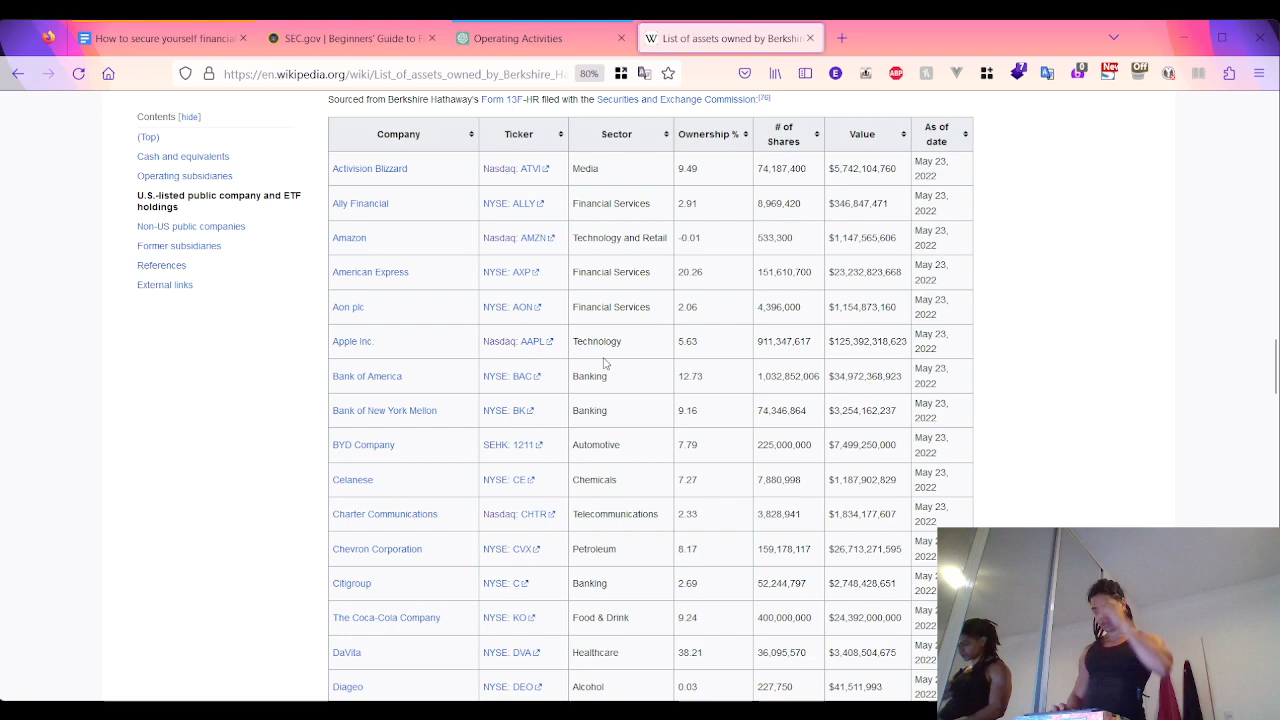 How to secure yourself financial
SEC.gov | Beginners' Guide to F
Operating Activities
W List of assets owned by Berkshir
https://en.wikipedia.org/wiki/List_of_assets_owned_by_Berkshire_H
80%
E
ABP
7
0
New
Off
Sourced from Berkshire Hathaway's Form 13F-HR filed with the Securities and Exchange Commission:[76]
Contents [hide]
(Top)
Cash and equivalents
Operating subsidiaries
U.S.-listed public company and ETF
holdings
Non-US public companies
Former subsidiaries
References
External links
Company Ticker Sector Ownership % # of Shares Value As of date
Activision Blizzard Nasdaq: ATVI Media 9.49 74,187,400 $5,742,104,760 May 23, 2022
Ally Financial NYSE: ALLY Financial Services 2.91 8,969,420 $346,847,471 May 23, 2022
Amazon Nasdaq: AMZN Technology and Retail -0.01 533,300 $1,147,565,606 May 23, 2022
American Express NYSE: AXP Financial Services 20.26 151,610,700 $23,232,823,668 May 23, 2022
Aon plc NYSE: AON Financial Services 2.06 4,396,000 $1,154,873,160 May 23, 2022
Apple Inc. Nasdaq: AAPL Technology 5.63 911,347,617 $125,392,318,623 May 23, 2022
Bank of America NYSE: BAC Banking 12.73 1,032,852,006 $34,972,368,923 May 23, 2022
Bank of New York Mellon NYSE: BK Banking 9.16 74,346,864 $3,254,162,237 May 23, 2022
BYD Company SEHK: 1211 Automotive 7.79 225,000,000 $7,499,250,000 May 23, 2022
Celanese NYSE: CE Chemicals 7.27 7,880,998 $1,187,902,829 May 23, 2022
Charter Communications Nasdaq: CHTR Telecommunications 2.33 3,828,941 $1,834,177,607 May 23, 2022
Chevron Corporation NYSE: CVX Petroleum 8.17 159,178,117 $26,713,271,595
Citigroup NYSE: C Banking 2.69 52,244,797 $2,748,428,651
The Coca-Cola Company NYSE: KO Food & Drink 9.24 400,000,000 $24,392,000,000
DaVita NYSE: DVA Healthcare 38.21 36,095,570 $3,408,504,675
Diageo NYSE: DEO Alcohol 0.03 227,750 $41,511,993